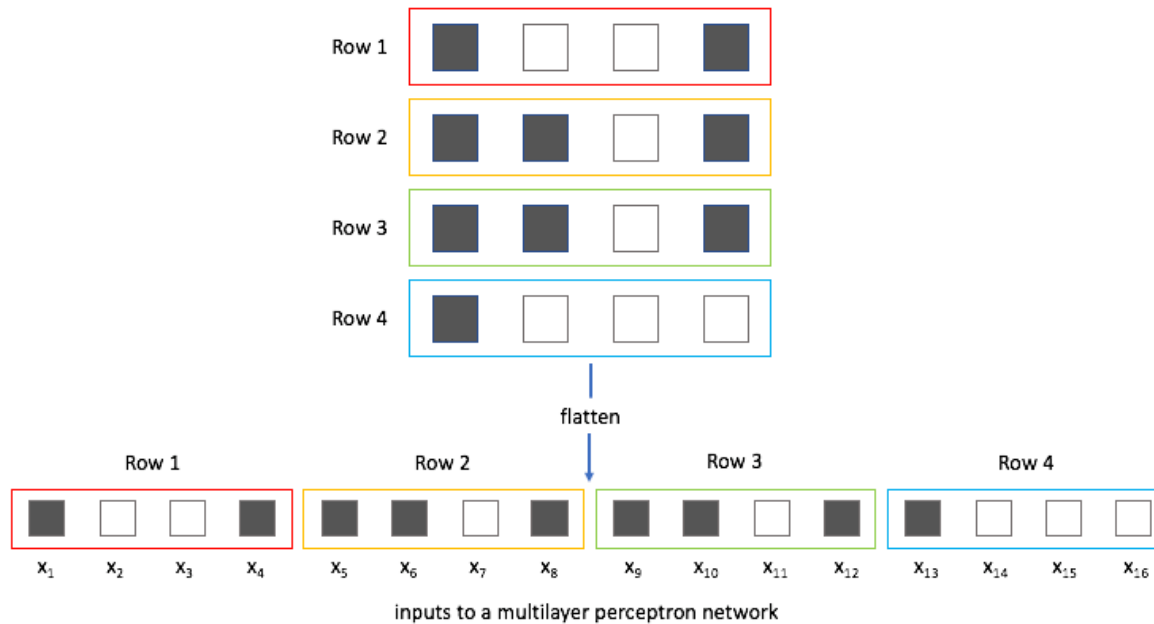 Row 1
Row 2
Row 3
Row 4
flatten
Row 1 Row 2 Row 3 Row 4
x₁ x₂ x₃ x₄ x₅ x₆ x₇ x₈ x₉ x₁₀ x₁₁ x₁₂ x₁₃ x₁₄ x₁₅ x₁₆
inputs to a multilayer perceptron network